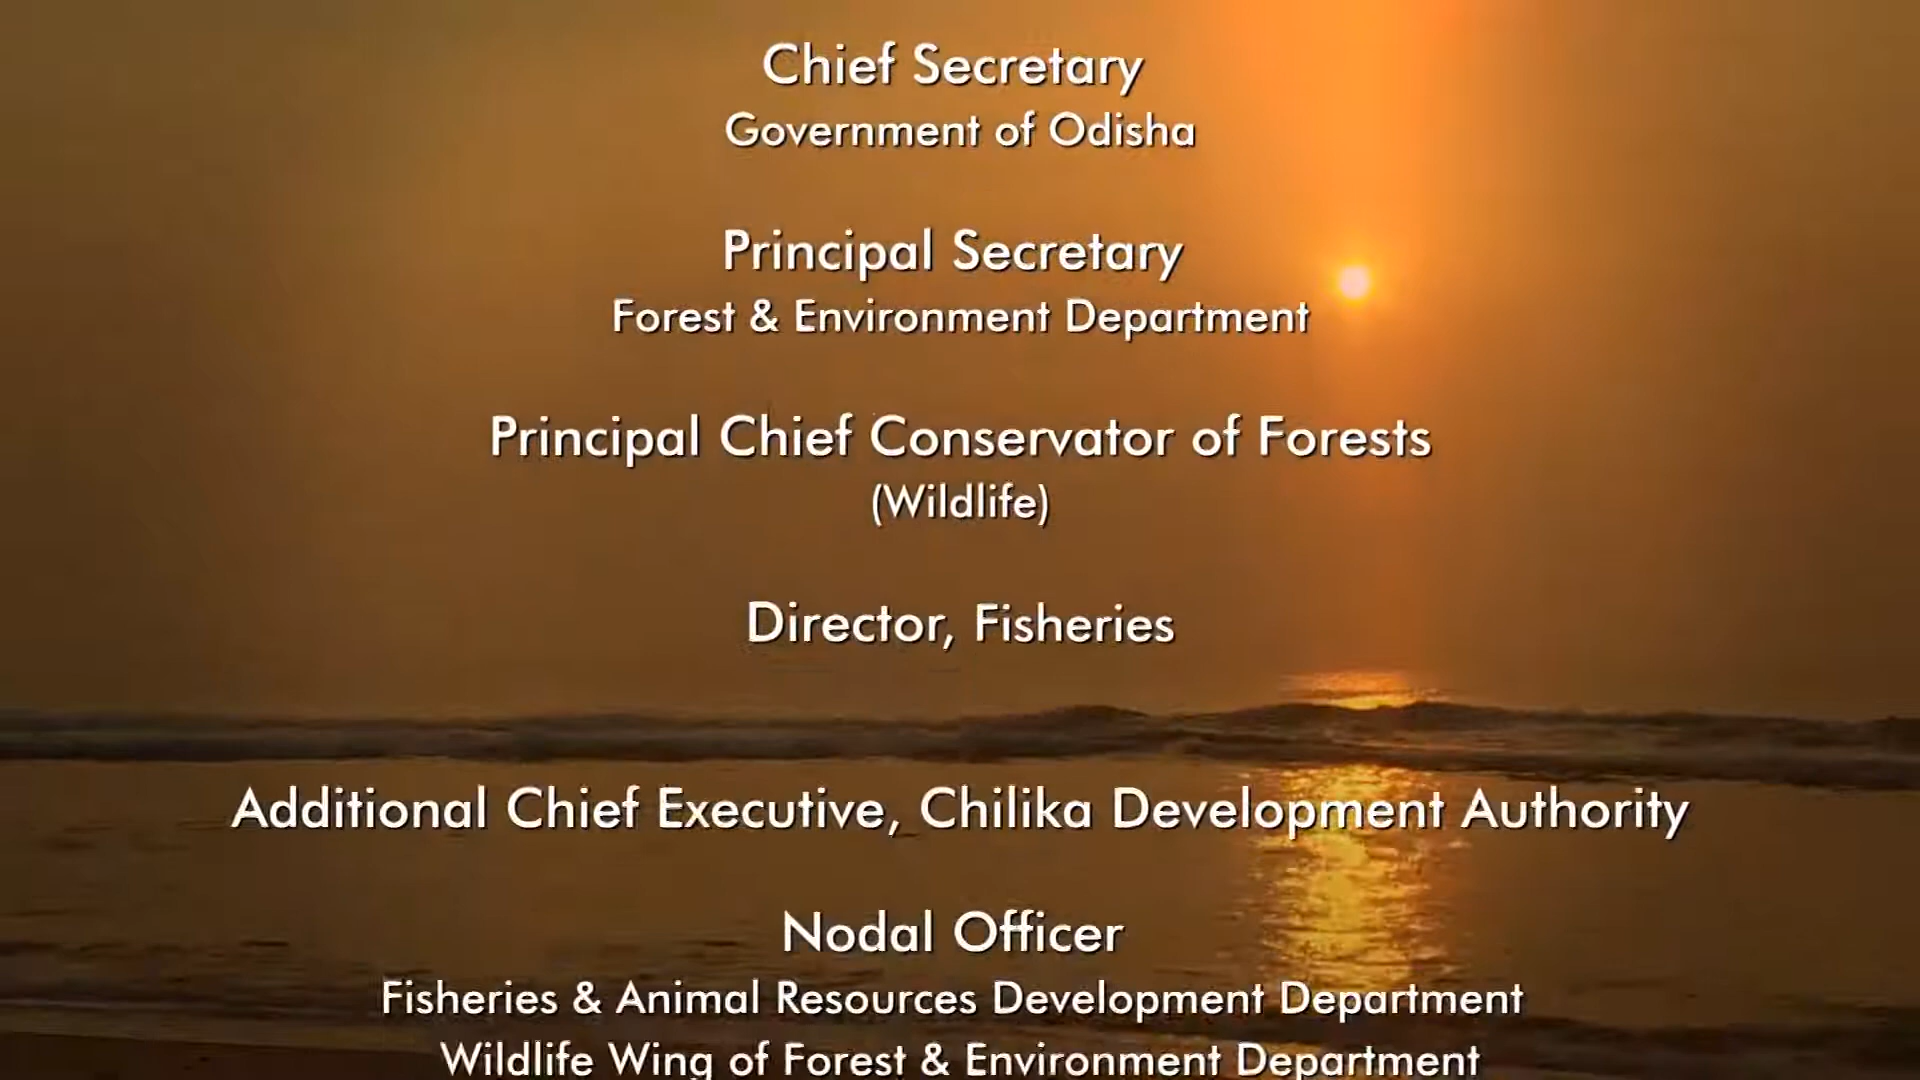 Chief Secretary
Government of Odisha
Principal Secretary
Forest & Environment Department
Principal Chief Conservator of Forests
(Wildlife)
Director, Fisheries
Additional Chief Executive, Chilika Development Authority
Nodal Officer
Fisheries & Animal Resources Development Department
Wildlife Wing of Forest & Environment Department